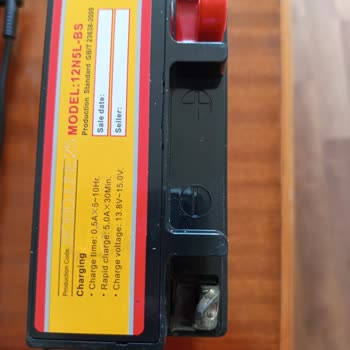 MODEL:12N5L-BS
Production Standard GB/T 23638-2009
Sale date:
Seller:
Production Code:
Charging
• Charge time: 0.5A×5~10Hr.
• Rapid charge: 5.0A×30Min.
• Charge voltage: 13.8V-15.0V.